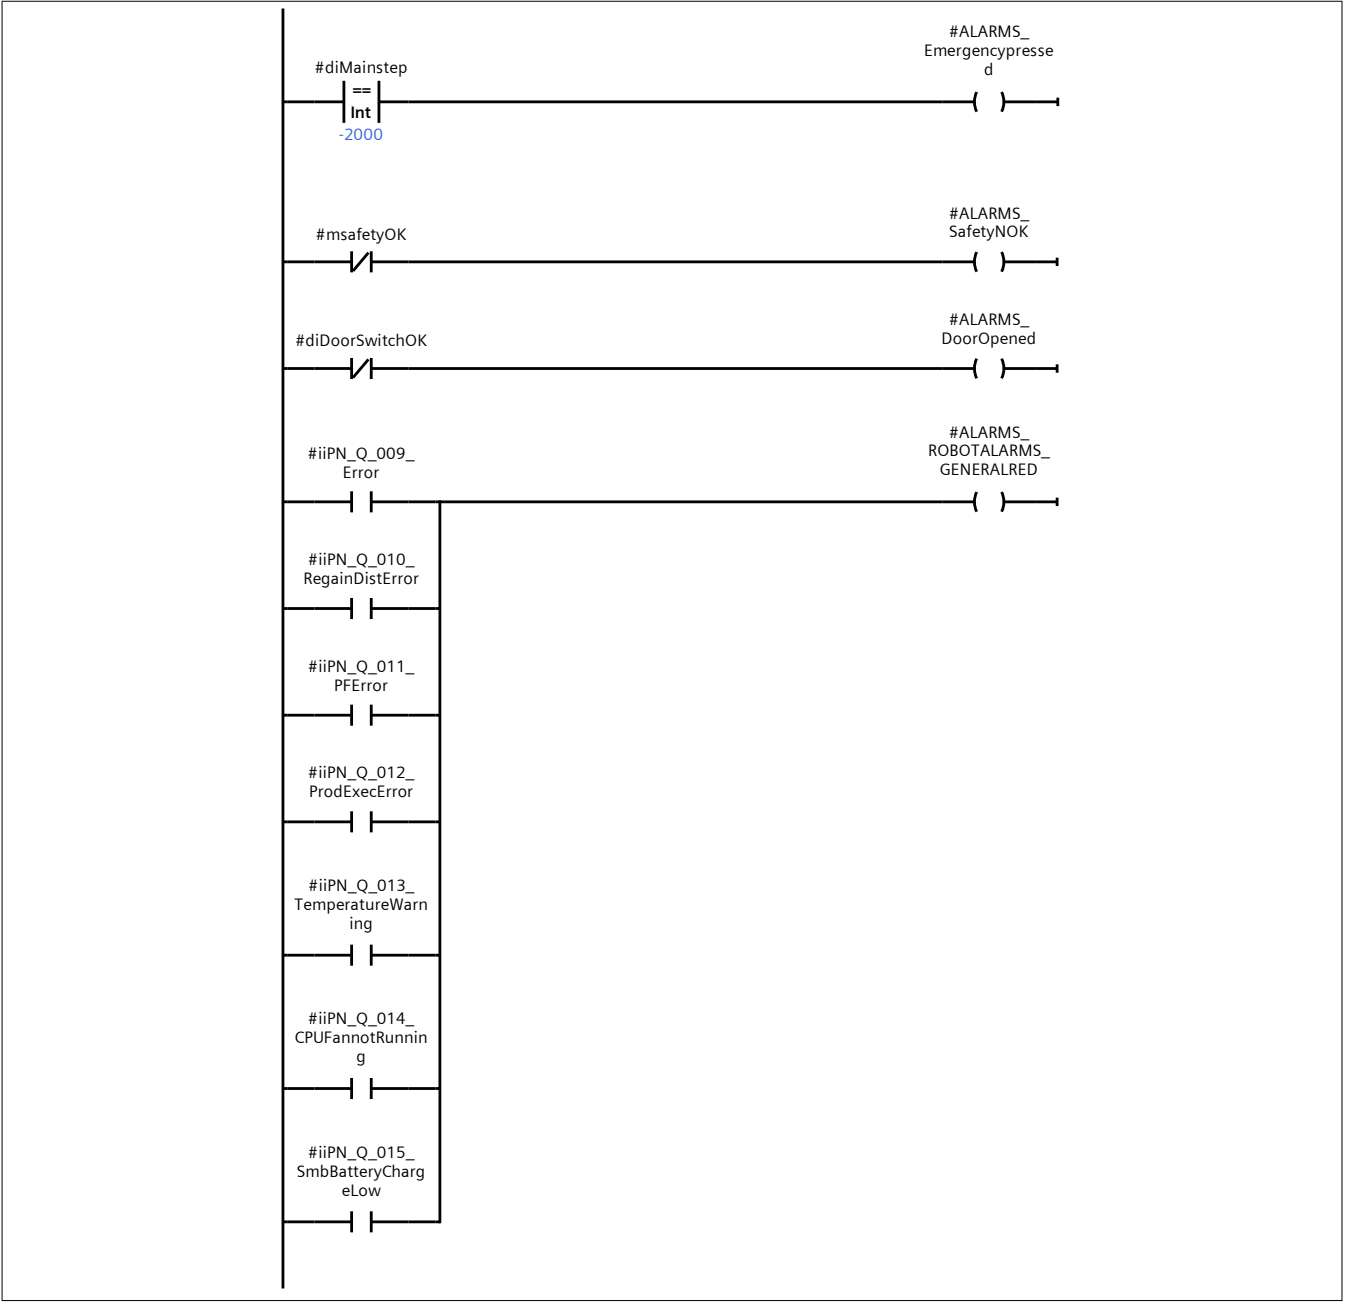 #ALARMS_
Emergencypresse
d
#diMainstep
==
Int
-2000
#ALARMS_
SafetyNOK
#msafetyOK
#ALARMS_
DoorOpened
#diDoorSwitchOK
#ALARMS_
ROBOTALARMS_
GENERALRED
#iiPN_Q_009_
Error
#iiPN_Q_010_
RegainDistError
#iiPN_Q_011_
PFError
#iiPN_Q_012_
ProdExecError
#iiPN_Q_013_
TemperatureWarn
ing
#iiPN_Q_014_
CPUFannotRunnin
g
#iiPN_Q_015_
SmbBatteryCharg
eLow